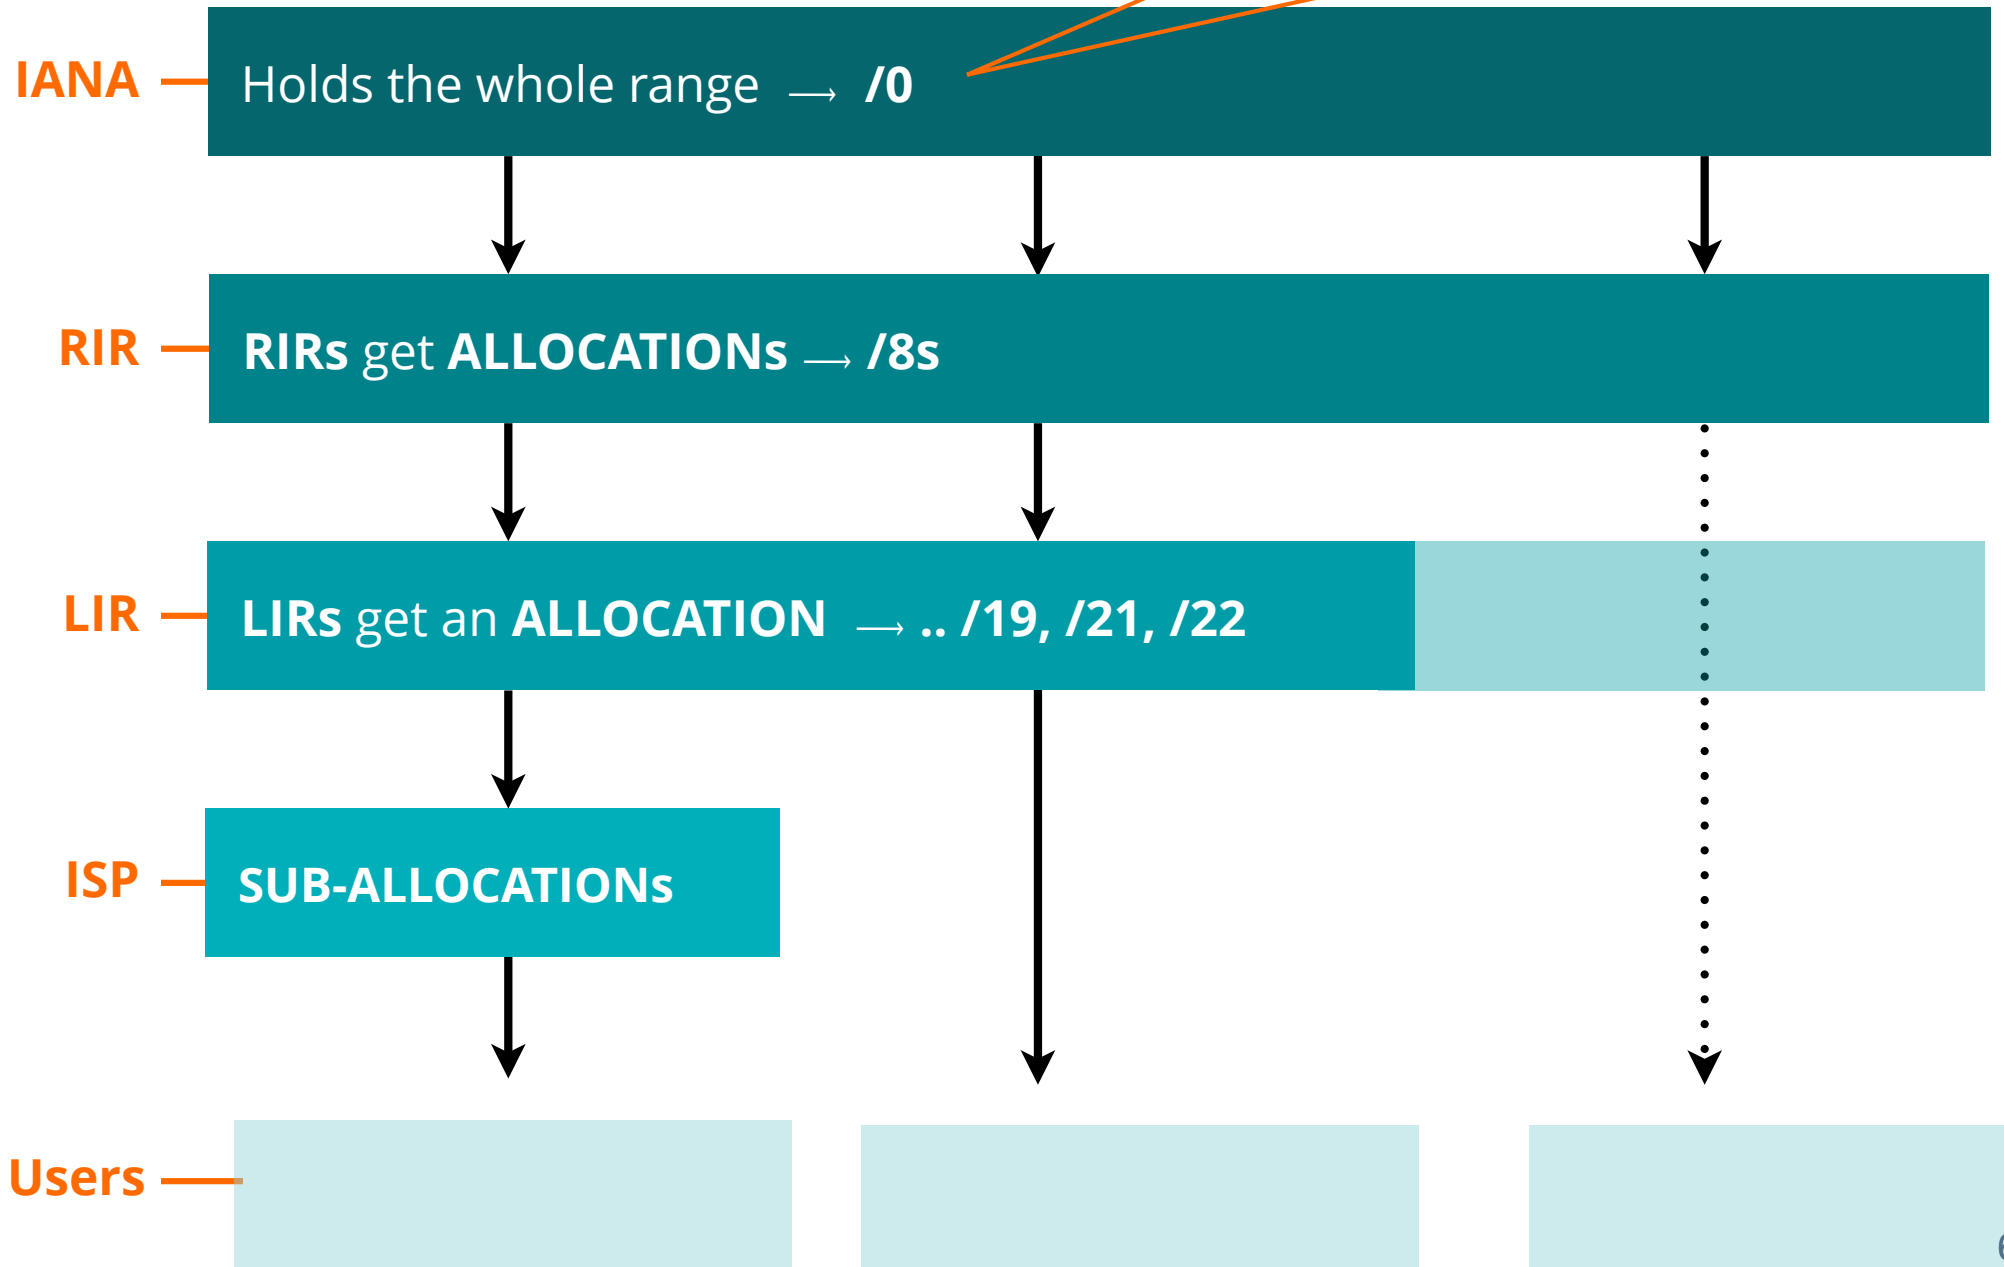 IANA
Holds the whole range → /0
RIR
RIRs get ALLOCATIONs → /8s
LIR
LIRs get an ALLOCATION → .. /19, /21, /22
ISP
SUB-ALLOCATIONs
Users